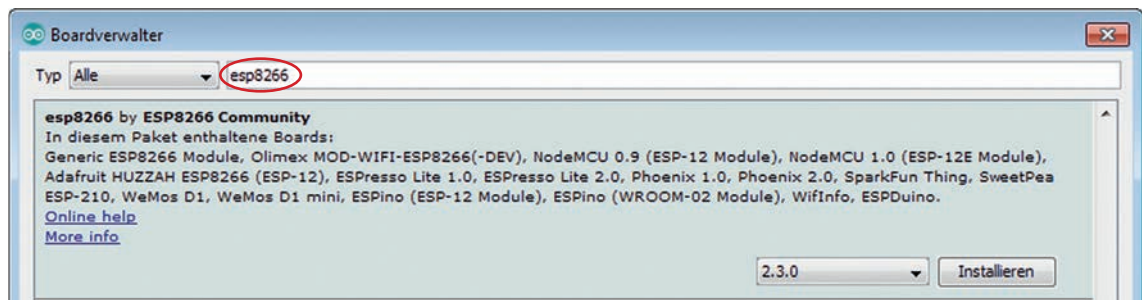 Boardverwalter
Typ Alle esp8266
esp8266 by ESP8266 Community
In diesem Paket enthaltene Boards:
Generic ESP8266 Module, Olimex MOD-WIFI-ESP8266(-DEV), NodeMCU 0.9 (ESP-12 Module), NodeMCU 1.0 (ESP-12E Module),
Adafruit HUZZAH ESP8266 (ESP-12), ESPresso Lite 1.0, ESPresso Lite 2.0, Phoenix 1.0, Phoenix 2.0, SparkFun Thing, SweetPea
ESP-210, WeMos D1, WeMos D1 mini, ESPino (ESP-12 Module), ESPino (WROOM-02 Module), WifInfo, ESPDuino.
Online help
More info
2.3.0 Installieren